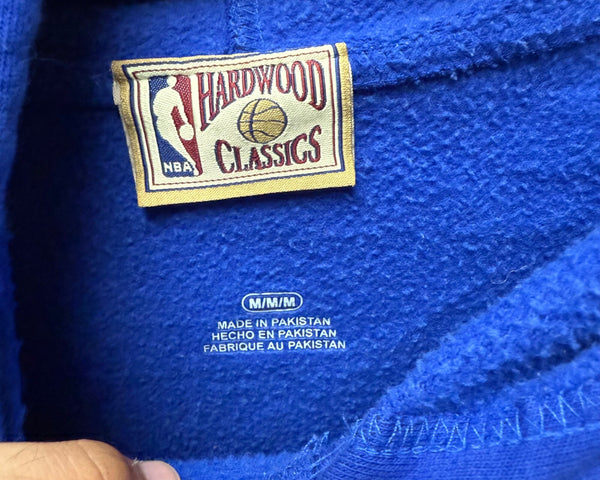 HARDWOOD
CLASSICS
NBA
M/M/M
MADE IN PAKISTAN
HECHO EN PAKISTAN
FABRIQUE AU PAKISTAN